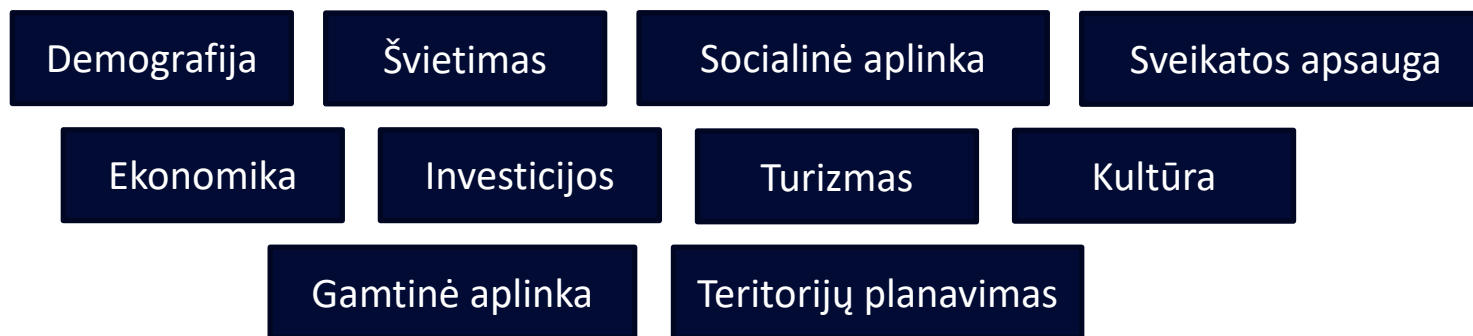 Demografija
Švietimas
Socialinė aplinka
Sveikatos apsauga
Ekonomika
Investicijos
Turizmas
Kultūra
Gamtinė aplinka
Teritorijų planavimas